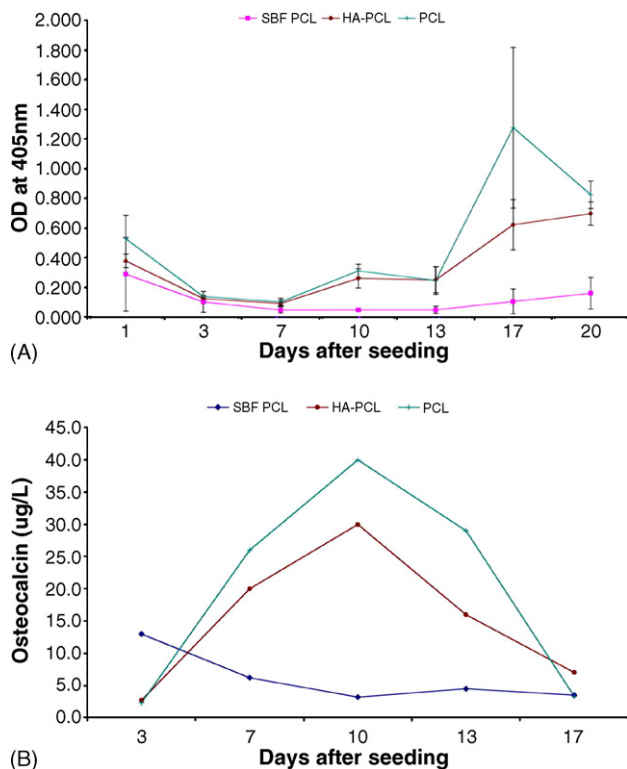 (A)
SBF PCL HA-PCL PCL
OD at 405nm
2.000
1.800
1.600
1.400
1.200
1.000
0.800
0.600
0.400
0.200
0.000
1 3 7 10 13 17 20
Days after seeding
(B)
SBF PCL HA-PCL PCL
Osteocalcin (ug/L)
45.0
40.0
35.0
30.0
25.0
20.0
15.0
10.0
5.0
0.0
3 7 10 13 17
Days after seeding